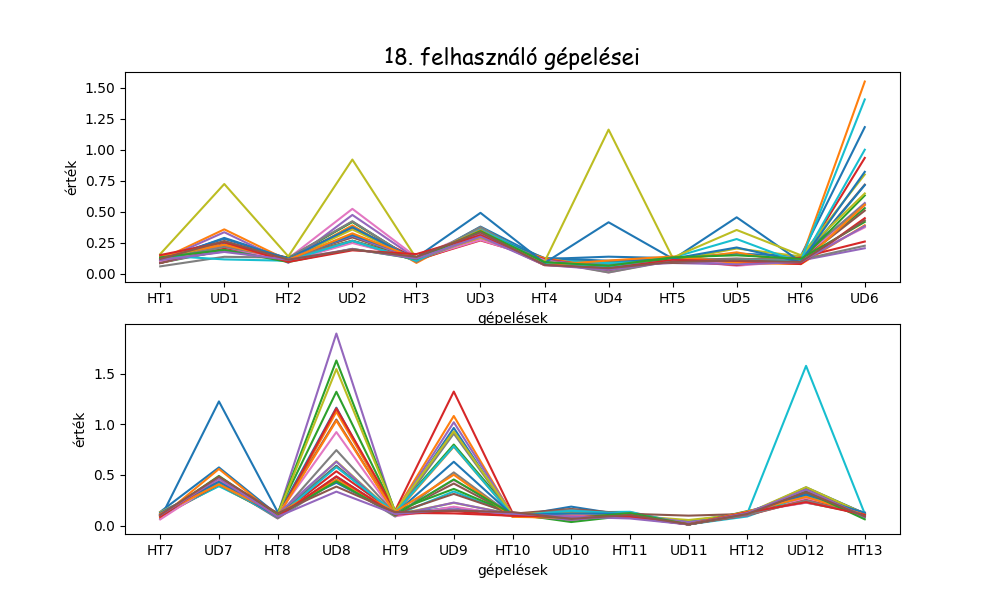 18. felhasználó gépelései
érték
1.50
1.25
1.00
0.75
0.50
0.25
0.00
HT1 UD1 HT2 UD2 HT3 UD3 HT4 UD4 HT5 UD5 HT6 UD6
gépelések
érték
1.5
1.0
0.5
0.0
HT7 UD7 HT8 UD8 HT9 UD9 HT10 UD10 HT11 UD11 HT12 UD12 HT13
gépelések